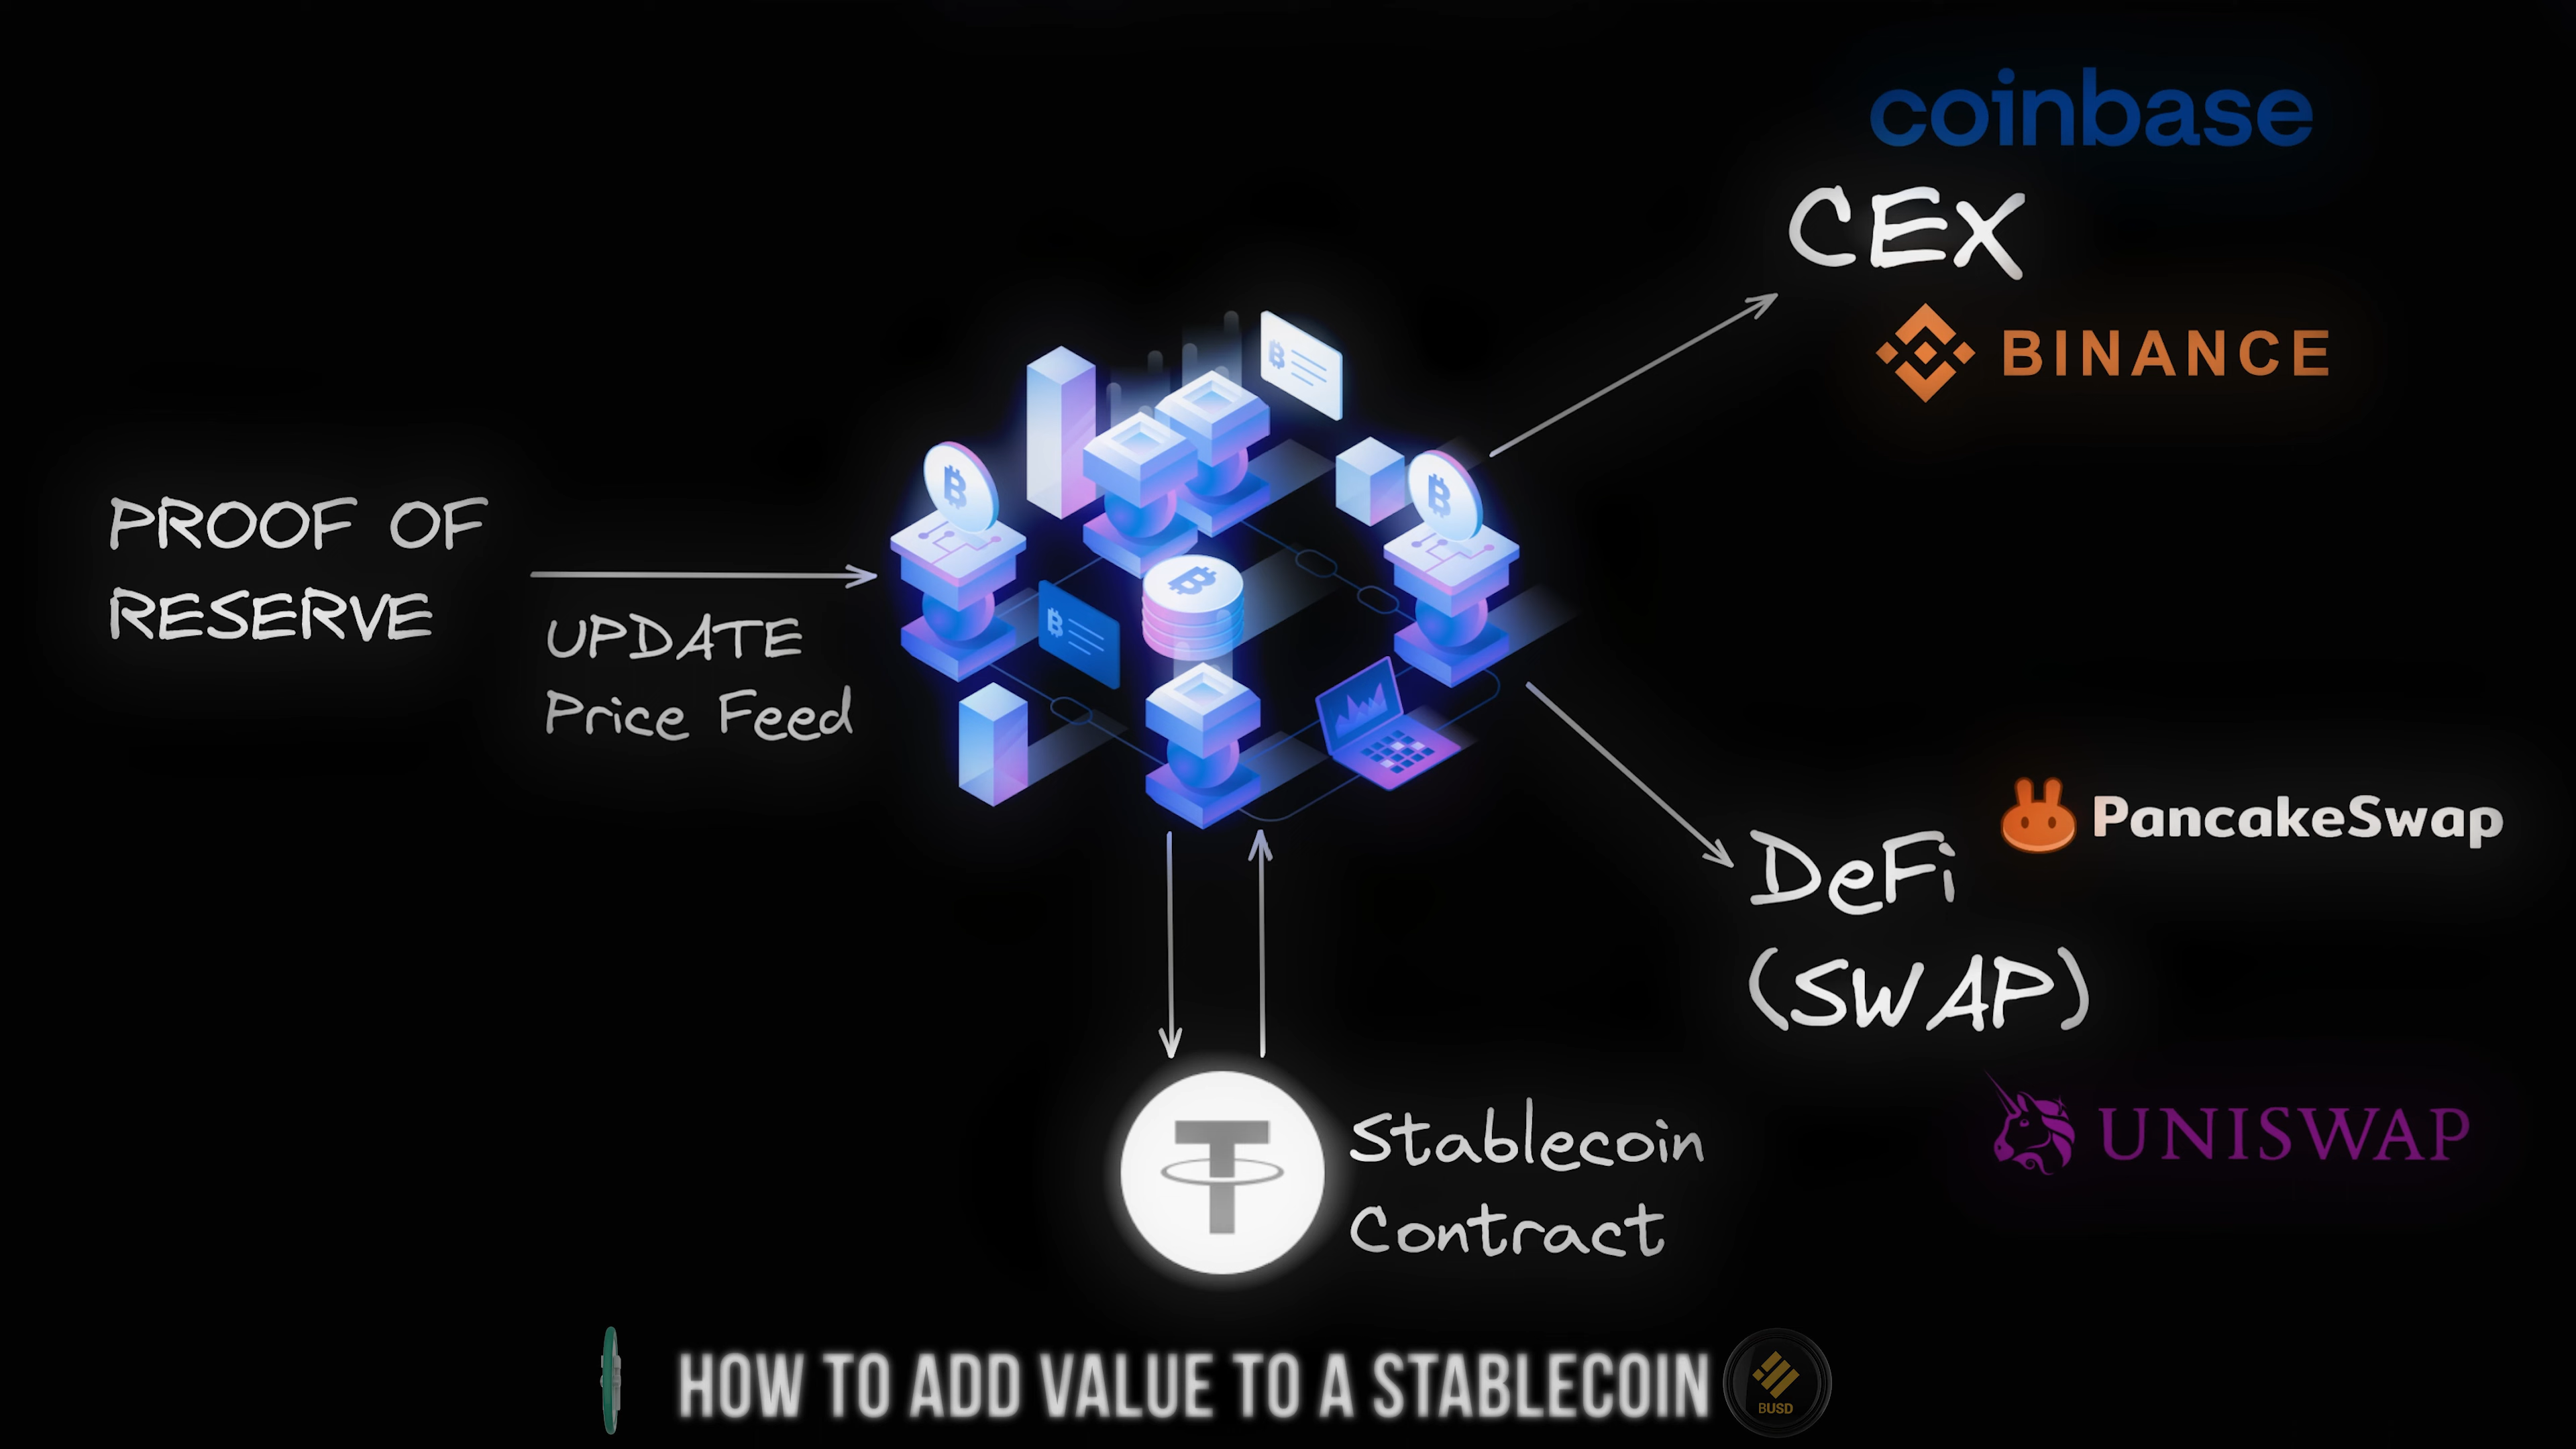 coinbase
CEX
BINANCE
PROOF OF
RESERVE
UPDATE
Price Feed
PancakeSwap
DeFi
(SWAP)
UNISWAP
Stablecoin
Contract
HOW TO ADD VALUE TO A STABLECOIN
BUSD